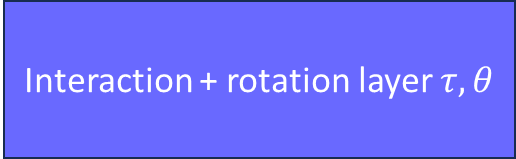 Interaction + rotation layer τ, θ